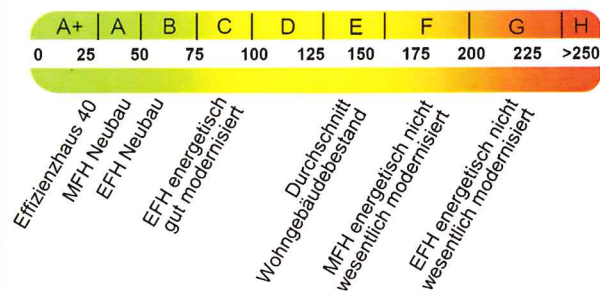 A+ A B C D E F G H
0 25 50 75 100 125 150 175 200 225 >250
Effizienzhaus 40
MFH Neubau
EFH Neubau
EFH energetisch
gut modernisiert
Durchschnitt
Wohngebäudebestand
MFH energetisch nicht
wesentlich modernisiert
EFH energetisch nicht
wesentlich modernisiert